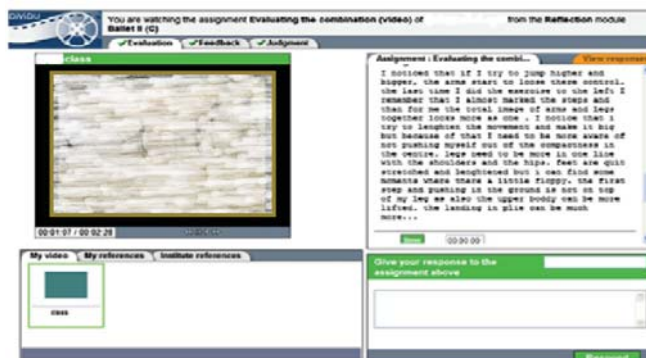 DiViDU
You are watching the assignment Evaluating the combination (video) of from the Reflection module
Ballet II (C)
Evaluation Feedback Judgment
class
Assignment : Evaluating the combi... View response
I noticed that if I try to jump higher and
bigger, the arms start to loose there control.
the last time I did the exercise to the left I
remember that I almost marked the steps and
than for me the total image of arms and legs
together looks more as one . I notice that i
try to lenghten the movement and make it big
but because of that I need to be more aware of
not pushing myself out of the compactness in
the centre. legs need to be more in one line
with the shoulders and the hips. feet are quit
stretched and lenghtened but i can find some
moments where there a little floppy. the first
step and pushing in the ground is not on top
of my leg as also the upper boddy can be more
lifted. the landing in plie can be much
more...
00:01:07 / 00:02:28
00:00:00
My video My references Institute references
Give your response to the
assignment above
class